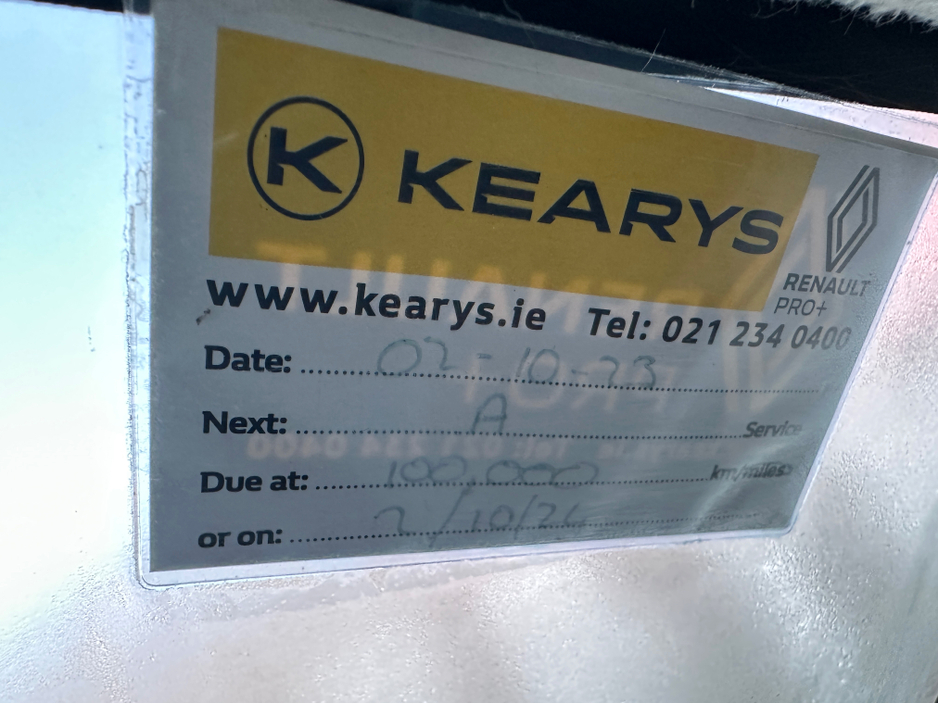 K KEARYS
RENAULT
PRO+
www.kearys.ie Tel: 021 234 0400
Date: 02-10-23
Next: A Service
Due at: 100,000 km/miles
or on: 2/10/24